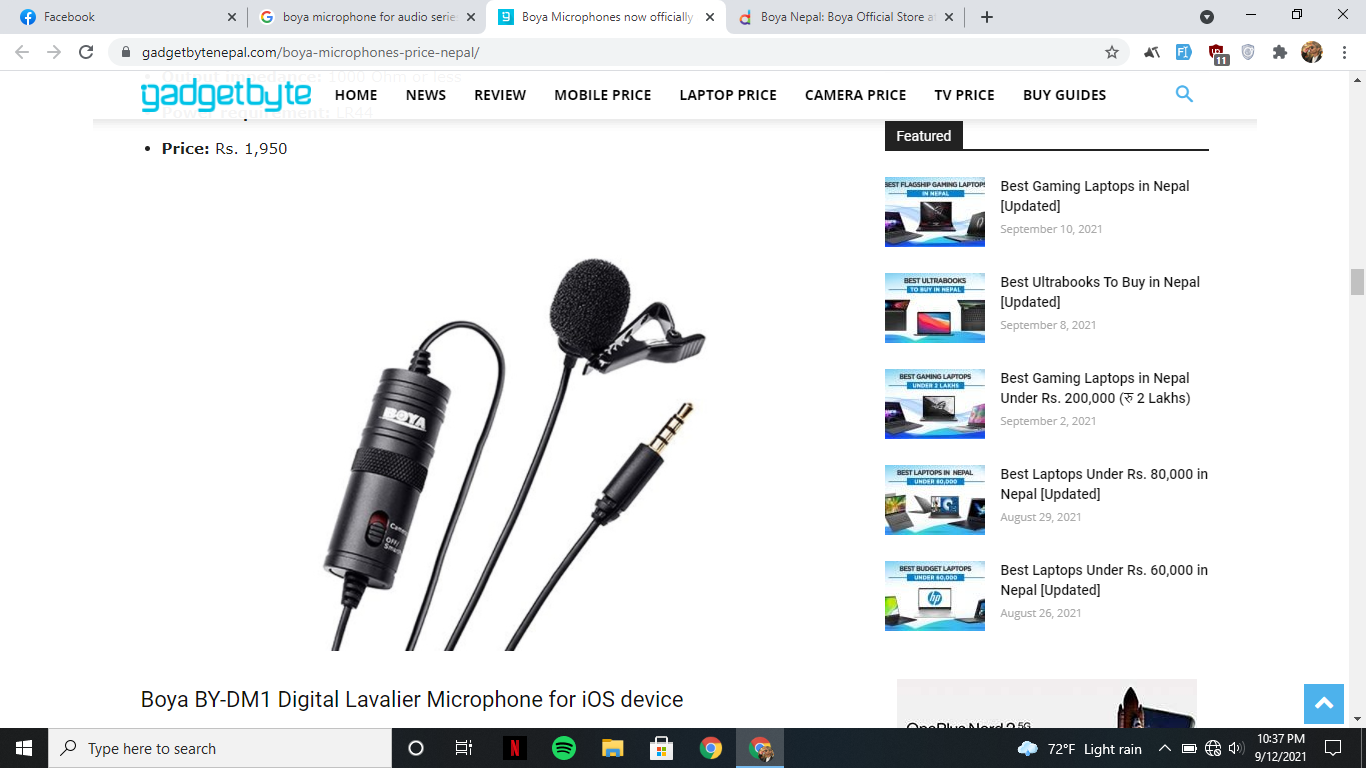 Facebook
boya microphone for audio serie
Boya Microphones now officially
Boya Nepal: Boya Official Store a
gadgetbytenepal.com/boya-microphones-price-nepal/
11
Output impedance: 1000 Ohm or less
gadgetbyte HOME NEWS REVIEW MOBILE PRICE LAPTOP PRICE CAMERA PRICE TV PRICE BUY GUIDES
Power requirement: LR44
• Price: Rs. 1,950
BOYA
OFF/
Boya BY-DM1 Digital Lavalier Microphone for iOS device
Featured
BEST FLAGSHIP GAMING LAPTOPS
IN NEPAL
Best Gaming Laptops in Nepal
[Updated]
September 10, 2021
BEST ULTRABOOKS
TO BUY IN NEPAL
Best Ultrabooks To Buy in Nepal
[Updated]
September 8, 2021
BEST GAMING LAPTOPS
UNDER 2 LAKHS
Best Gaming Laptops in Nepal
Under Rs. 200,000 (रु 2 Lakhs)
September 2, 2021
BEST LAPTOPS IN NEPAL
UNDER 80,000
Best Laptops Under Rs. 80,000 in
Nepal [Updated]
August 29, 2021
BEST BUDGET LAPTOPS
UNDER 60,000
hp
Best Laptops Under Rs. 60,000 in
Nepal [Updated]
August 26, 2021
OnePlus Nord 2 5G
Type here to search
72°F Light rain
10:37 PM
9/12/2021